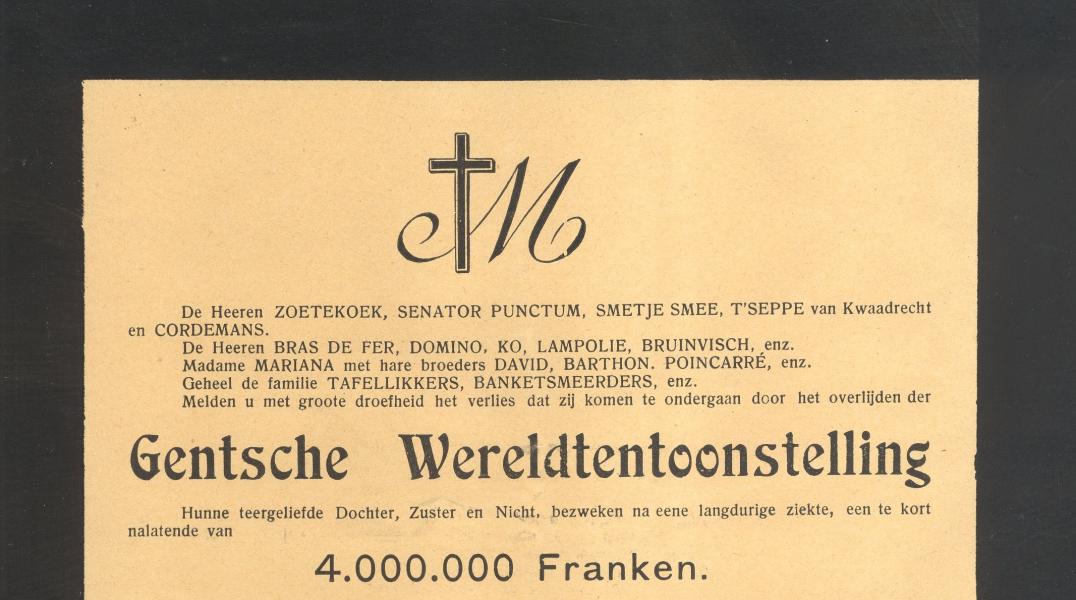 M
De Heeren ZOETEKOEK, SENATOR PUNCTUM, SMETJE SMEE, T'SEPPE van Kwaadrecht
en CORDEMANS.
De Heeren BRAS DE FER, DOMINO, KO, LAMPOLIE, BRUINVISCH, enz.
Madame MARIANA met hare broeders DAVID, BARTHON. POINCARRÉ, enz.
Geheel de familie TAFELLIKKERS, BANKETSMEERDERS, enz.
Melden u met groote droefheid het verlies dat zij komen te ondergaan door het overlijden der
Gentsche Wereldtentoonstelling
Hunne teergeliefde Dochter, Zuster en Nicht, bezweken na eene langdurige ziekte, een te kort
nalatende van
4.000.000 Franken.